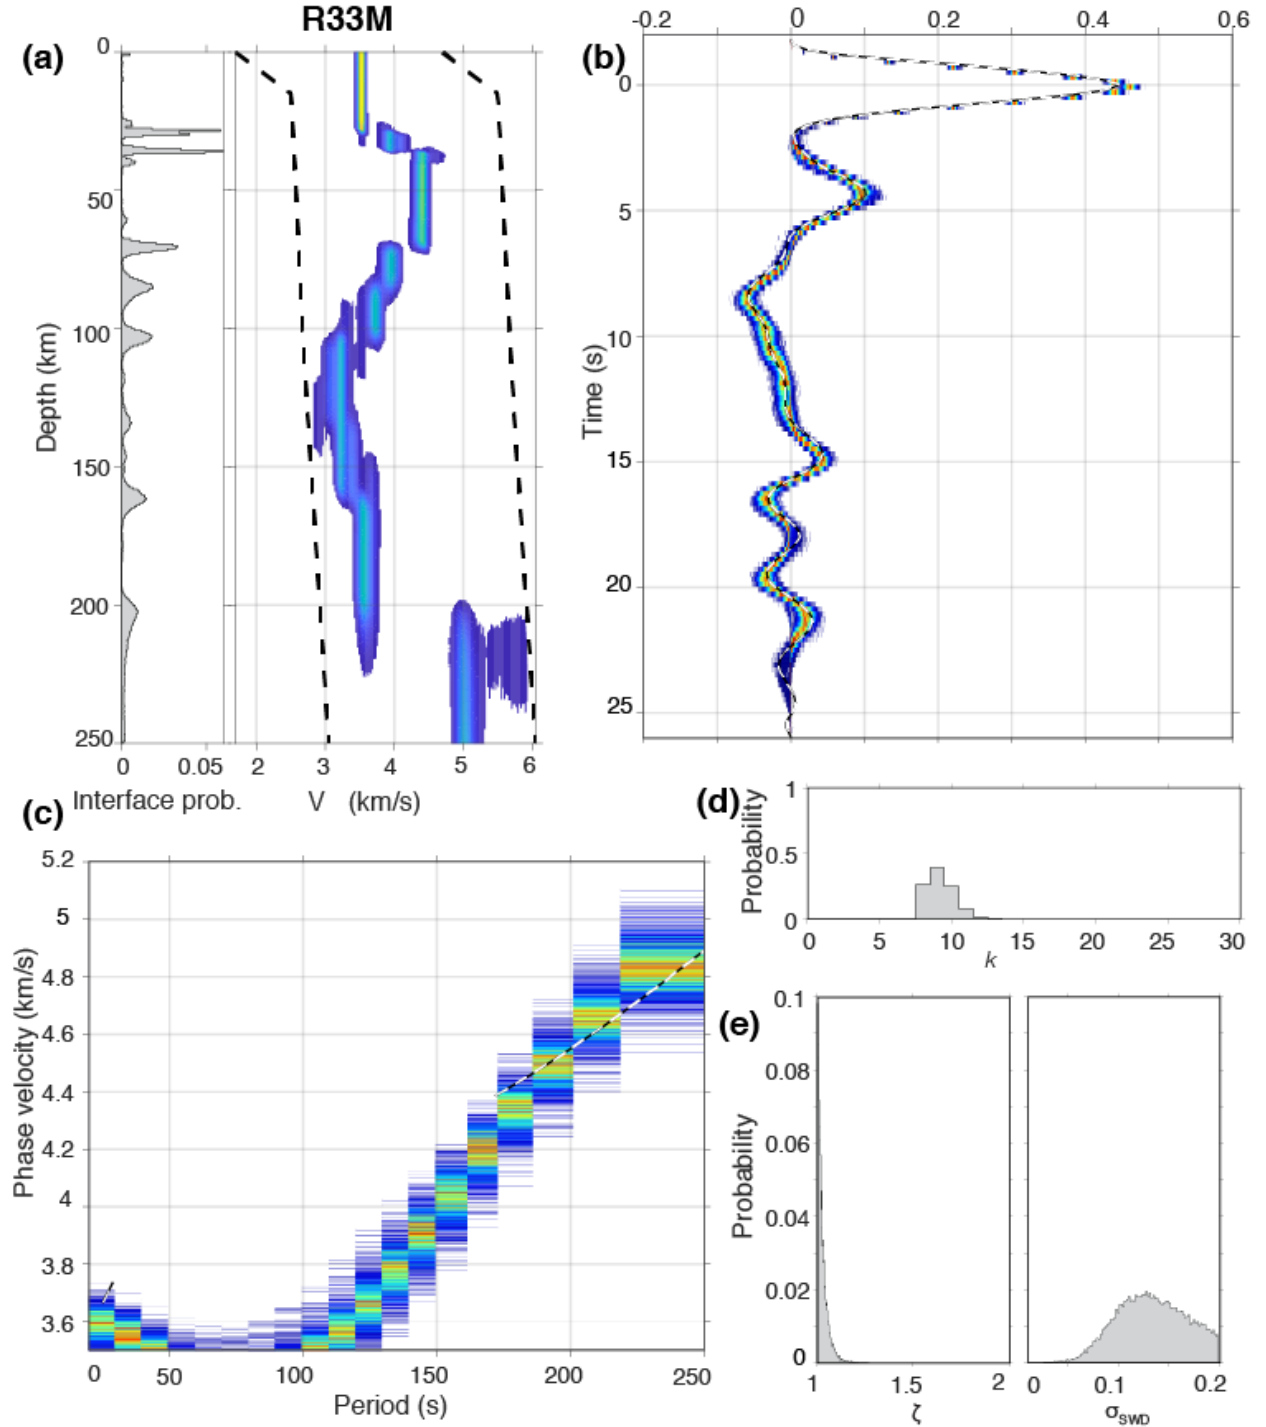 R33M
(a)
0
50
100
150
200
250
Depth (km)
0 0.05 2 3 4 5 6
Interface prob. V (km/s)
(b)
-0.2 0 0.2 0.4 0.6
0
5
10
15
20
25
Time (s)
(c)
5.2
5
4.8
4.6
4.4
4.2
4
3.8
3.6
Phase velocity (km/s)
0 50 100 150 200 250
Period (s)
(d)
1
0.5
0
Probability
0 5 10 15 20 25 30
k
(e)
0.1
0.08
0.06
0.04
0.02
0
Probability
1 1.5 2 0 0.1 0.2
ζ σSWD